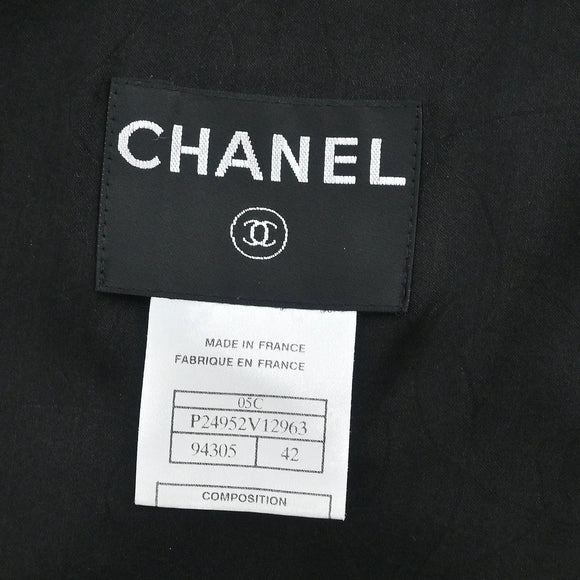 CHANEL
MADE IN FRANCE
FABRIQUE EN FRANCE
05C
P24952V12963
94305 42
COMPOSITION